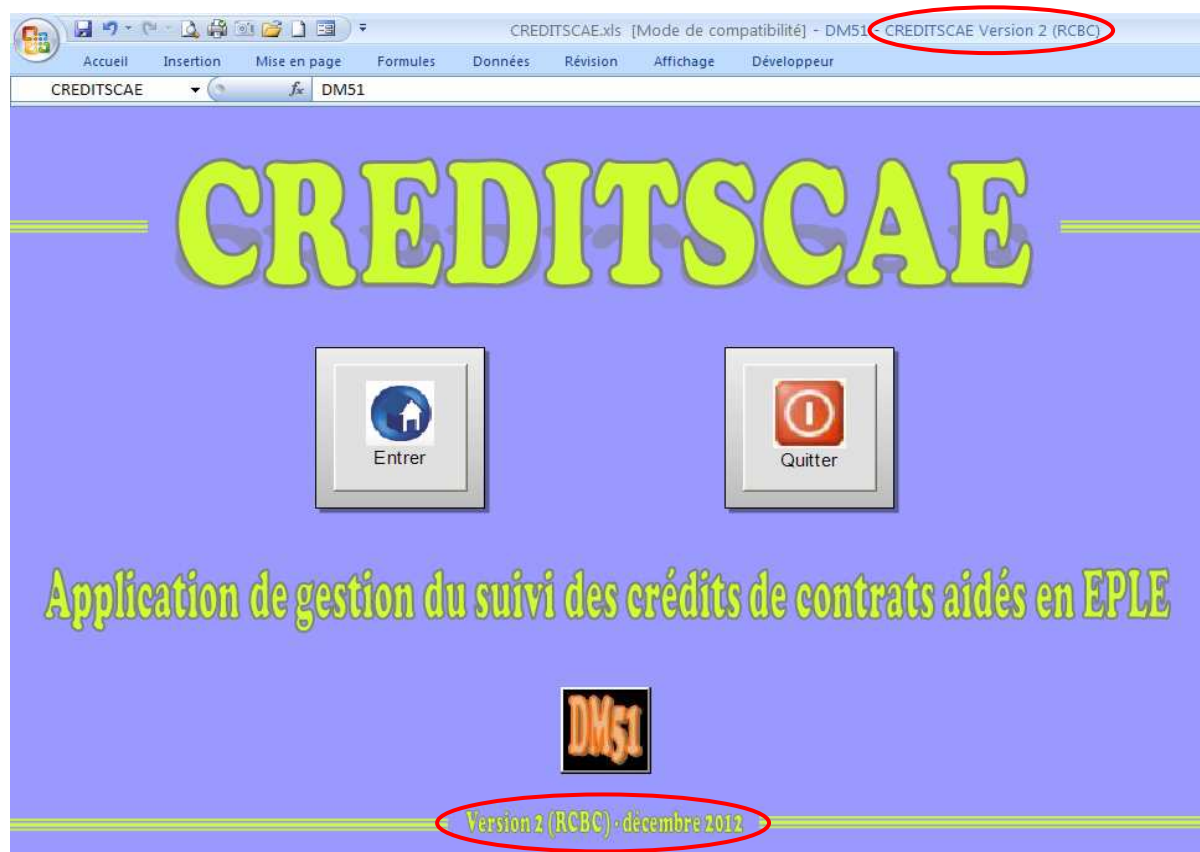 CREDITSCAE.xls [Mode de compatibilité] - DM51 - CREDITSCAE Version 2 (RCBC)
Accueil Insertion Mise en page Formules Données Révision Affichage Développeur
CREDITSCAE fx DM51
CREDITSCAE
Entrer Quitter
Application de gestion du suivi des crédits de contrats aidés en EPLE
DM51
Version 2 (RCBC) - décembre 2012